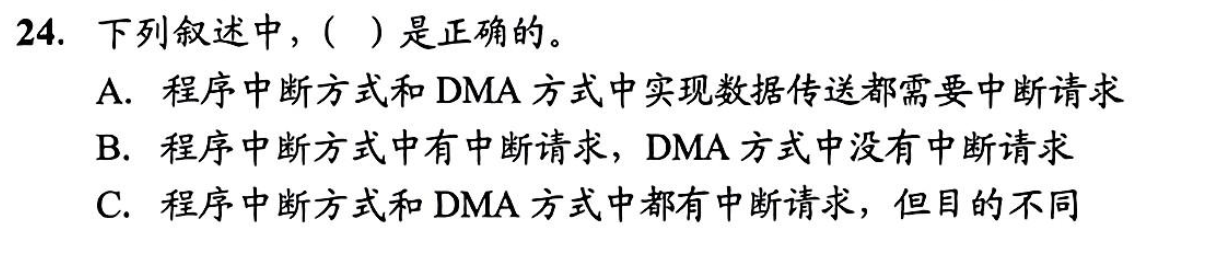 24. 下列叙述中，（ ）是正确的。
A. 程序中断方式和 DMA 方式中实现数据传送都需要中断请求
B. 程序中断方式中有中断请求，DMA 方式中没有中断请求
C. 程序中断方式和 DMA 方式中都有中断请求，但目的不同